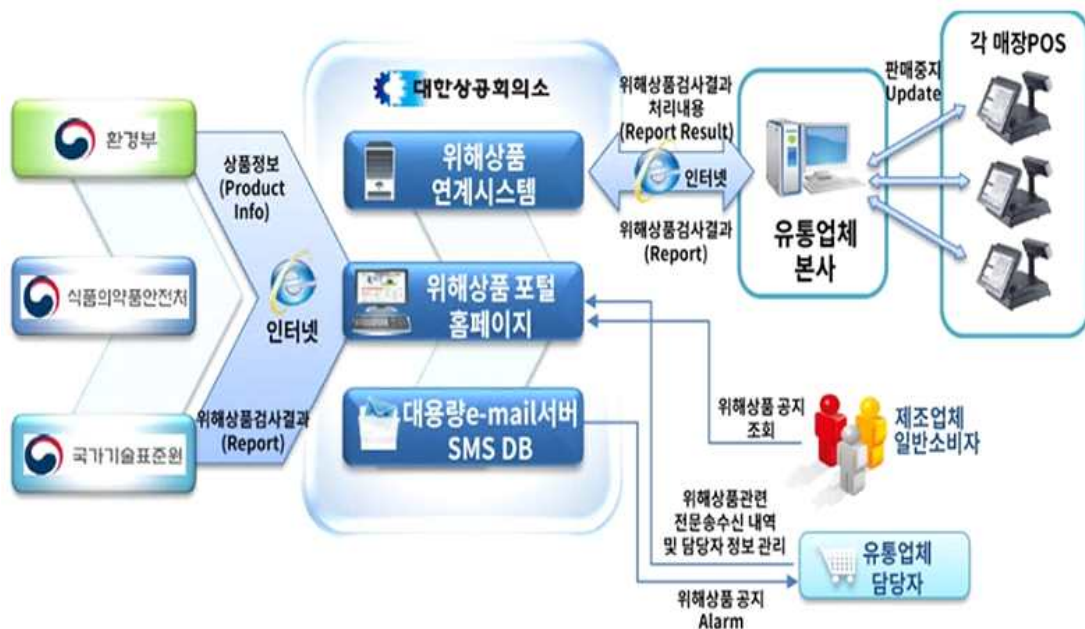 환경부
식품의약품안전처
국가기술표준원
상품정보
(Product
Info)
인터넷
위해상품검사결과
(Report)
대한상공회의소
위해상품
연계시스템
위해상품 포털
홈페이지
대용량e-mail서버
SMS DB
위해상품검사결과
처리내용
(Report Result)
인터넷
위해상품검사결과
(Report)
유통업체
본사
판매중지
Update
각 매장POS
위해상품 공지
조회
제조업체
일반소비자
위해상품관련
전문송수신 내역
및 담당자 정보 관리
유통업체
담당자
위해상품 공지
Alarm